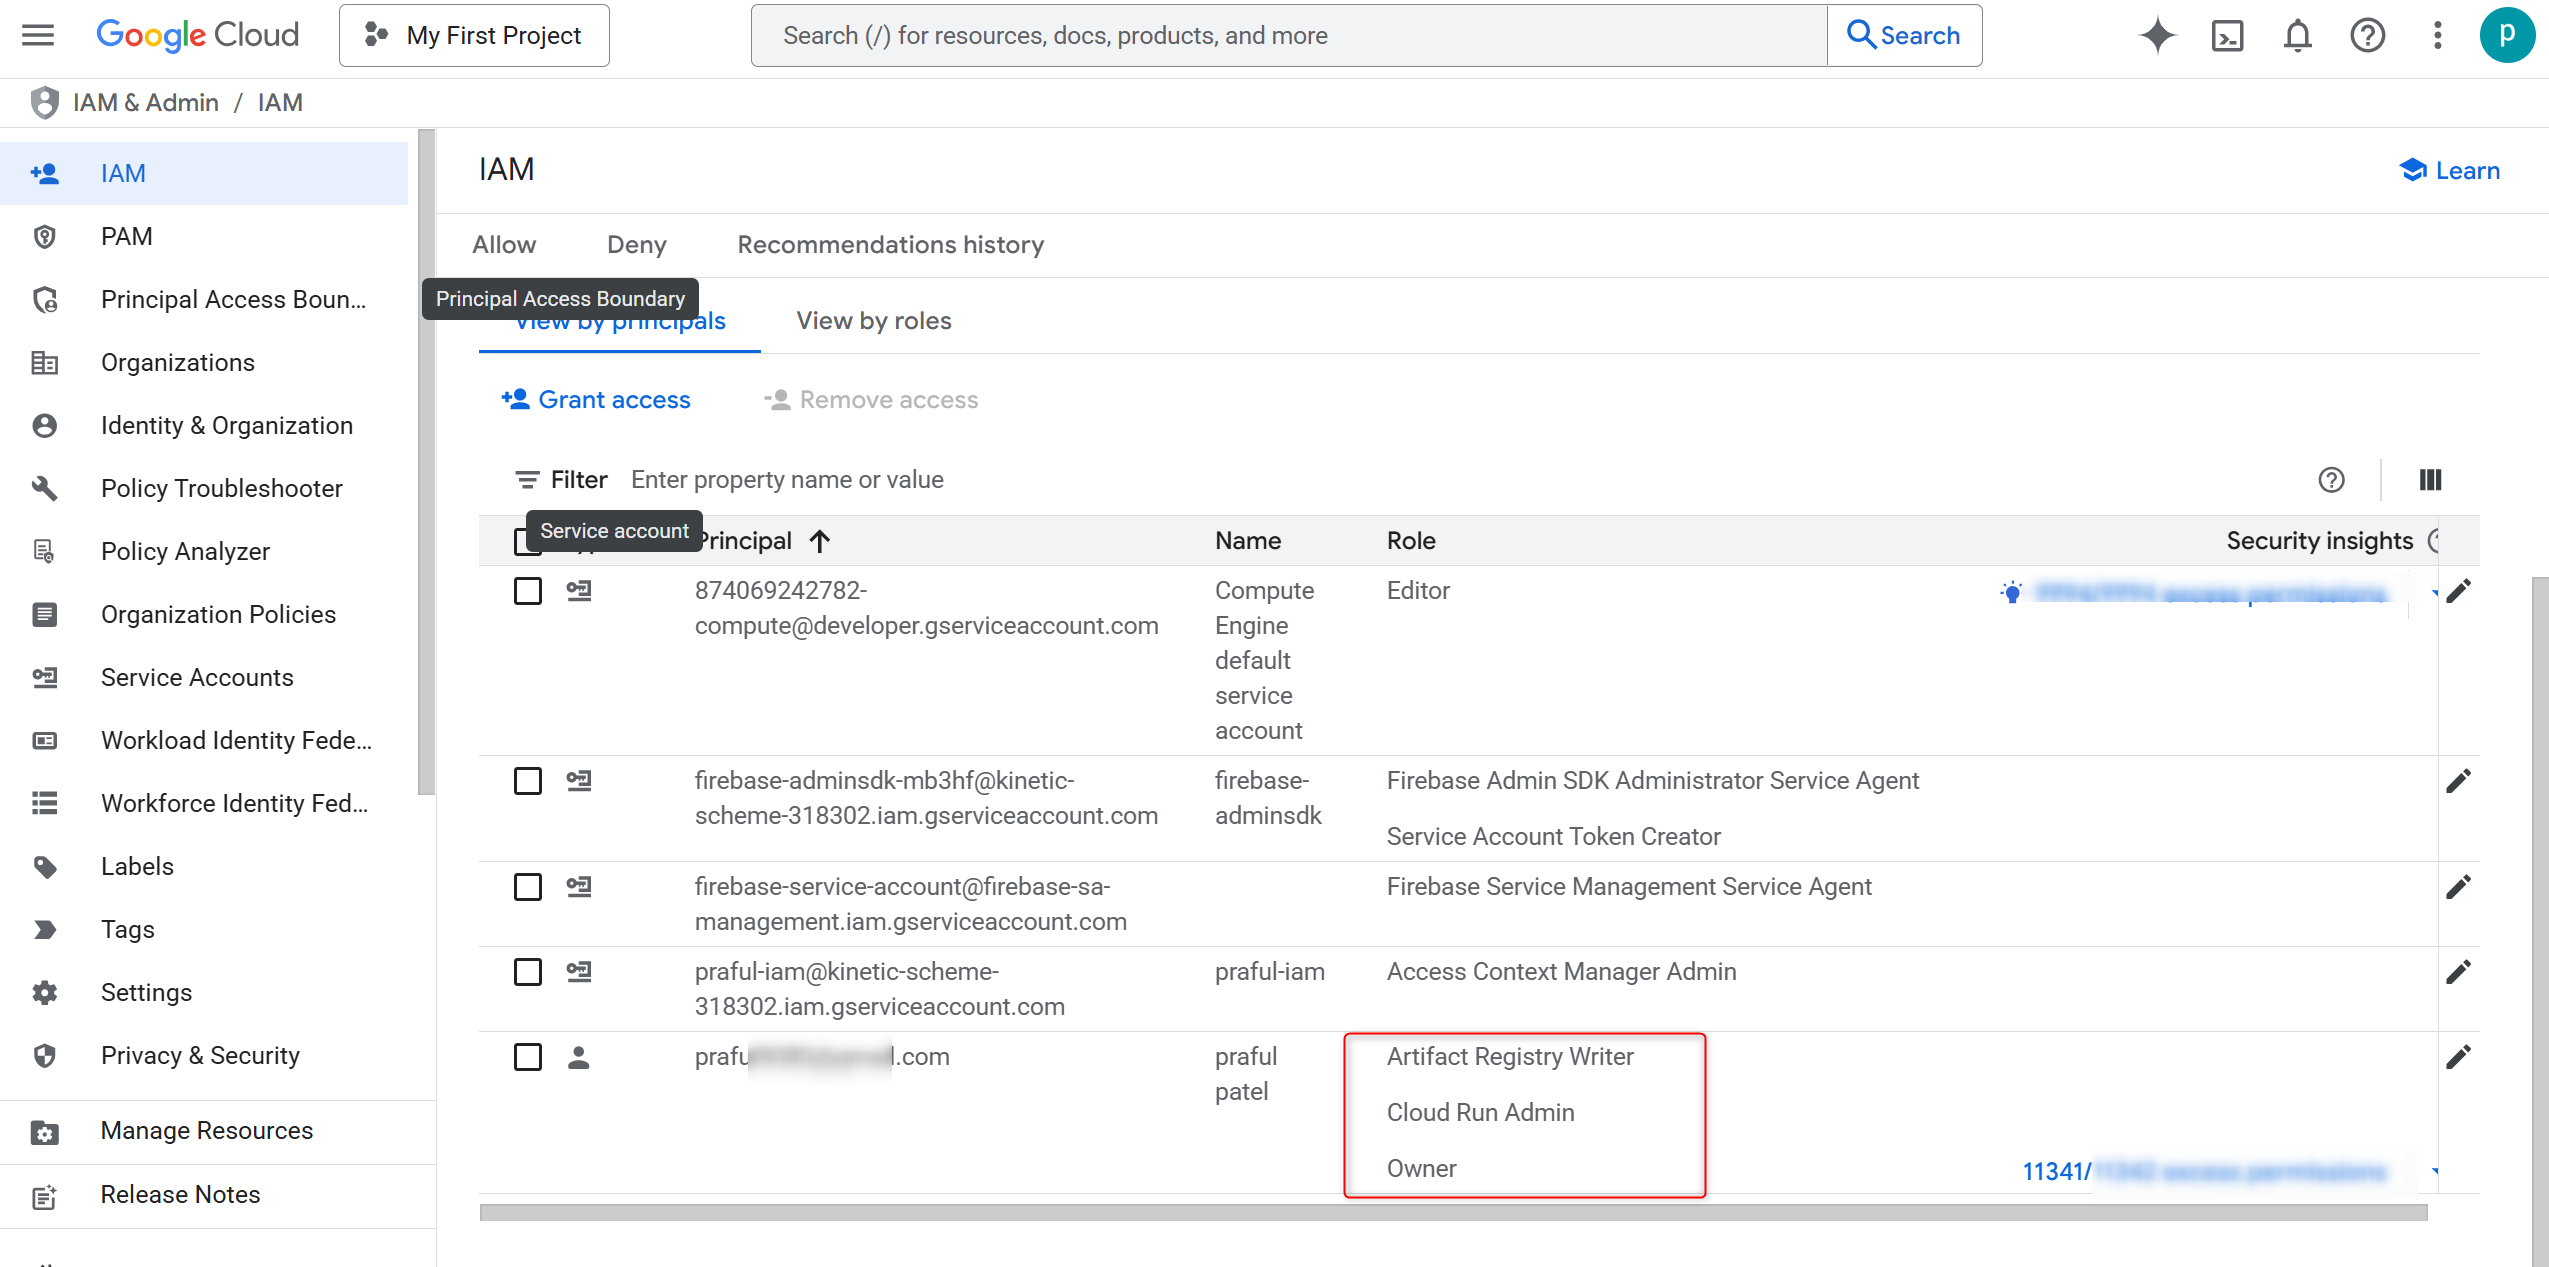 Google Cloud
My First Project
Search (/) for resources, docs, products, and more
Search
p
IAM & Admin / IAM
IAM
PAM
Principal Access Boun...
Organizations
Identity & Organization
Policy Troubleshooter
Policy Analyzer
Organization Policies
Service Accounts
Workload Identity Fede...
Workforce Identity Fed...
Labels
Tags
Settings
Privacy & Security
Manage Resources
Release Notes
IAM
Learn
Allow
Deny
Recommendations history
Principal Access Boundary
View by principals
View by roles
Grant access
Remove access
Filter
Enter property name or value
Service account
Principal
Name
Role
Security insights
874069242782-
compute@developer.gserviceaccount.com
Compute
Engine
default
service
account
Editor
firebase-adminsdk-mb3hf@kinetic-
scheme-318302.iam.gserviceaccount.com
firebase-
adminsdk
Firebase Admin SDK Administrator Service Agent
Service Account Token Creator
firebase-service-account@firebase-sa-
management.iam.gserviceaccount.com
Firebase Service Management Service Agent
praful-iam@kinetic-scheme-
318302.iam.gserviceaccount.com
praful-iam
Access Context Manager Admin
prafu
.com
praful
patel
Artifact Registry Writer
Cloud Run Admin
Owner
11341/